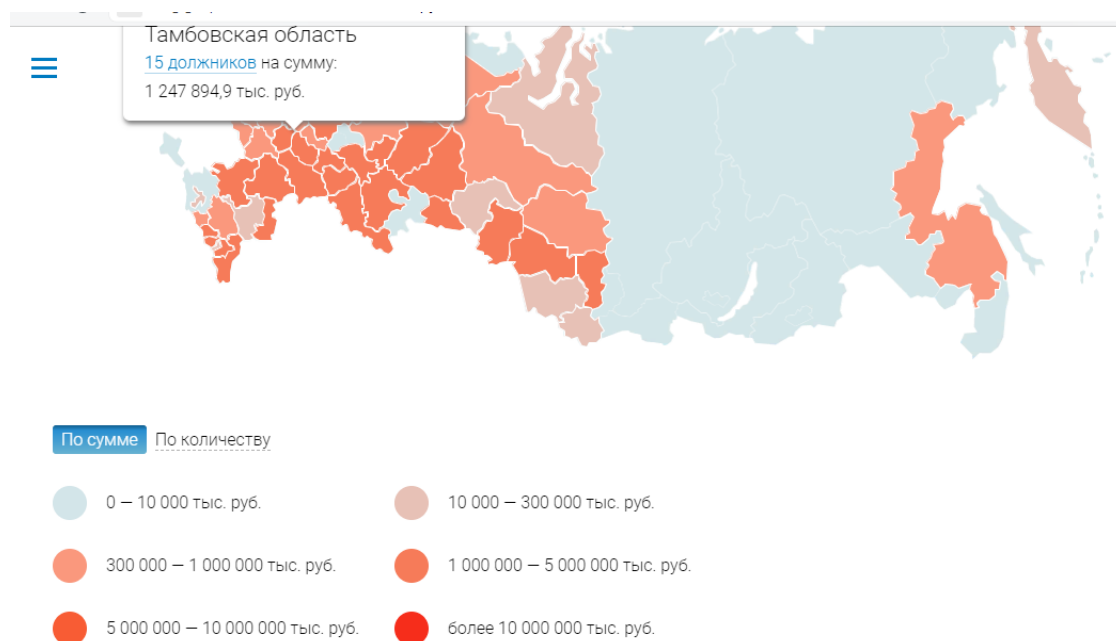 Тамбовская область
15 должников на сумму:
1 247 894,9 тыс. руб.
По сумме По количеству
0 — 10 000 тыс. руб.
10 000 — 300 000 тыс. руб.
300 000 — 1 000 000 тыс. руб.
1 000 000 — 5 000 000 тыс. руб.
5 000 000 — 10 000 000 тыс. руб.
более 10 000 000 тыс. руб.